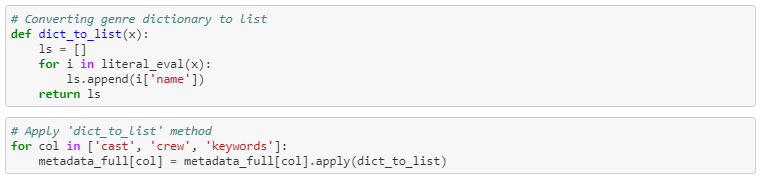 # Converting genre dictionary to list
def dict_to_list(x):
    ls = []
    for i in literal_eval(x):
        ls.append(i['name'])
    return ls
# Apply 'dict_to_list' method
for col in ['cast', 'crew', 'keywords']:
    metadata_full[col] = metadata_full[col].apply(dict_to_list)